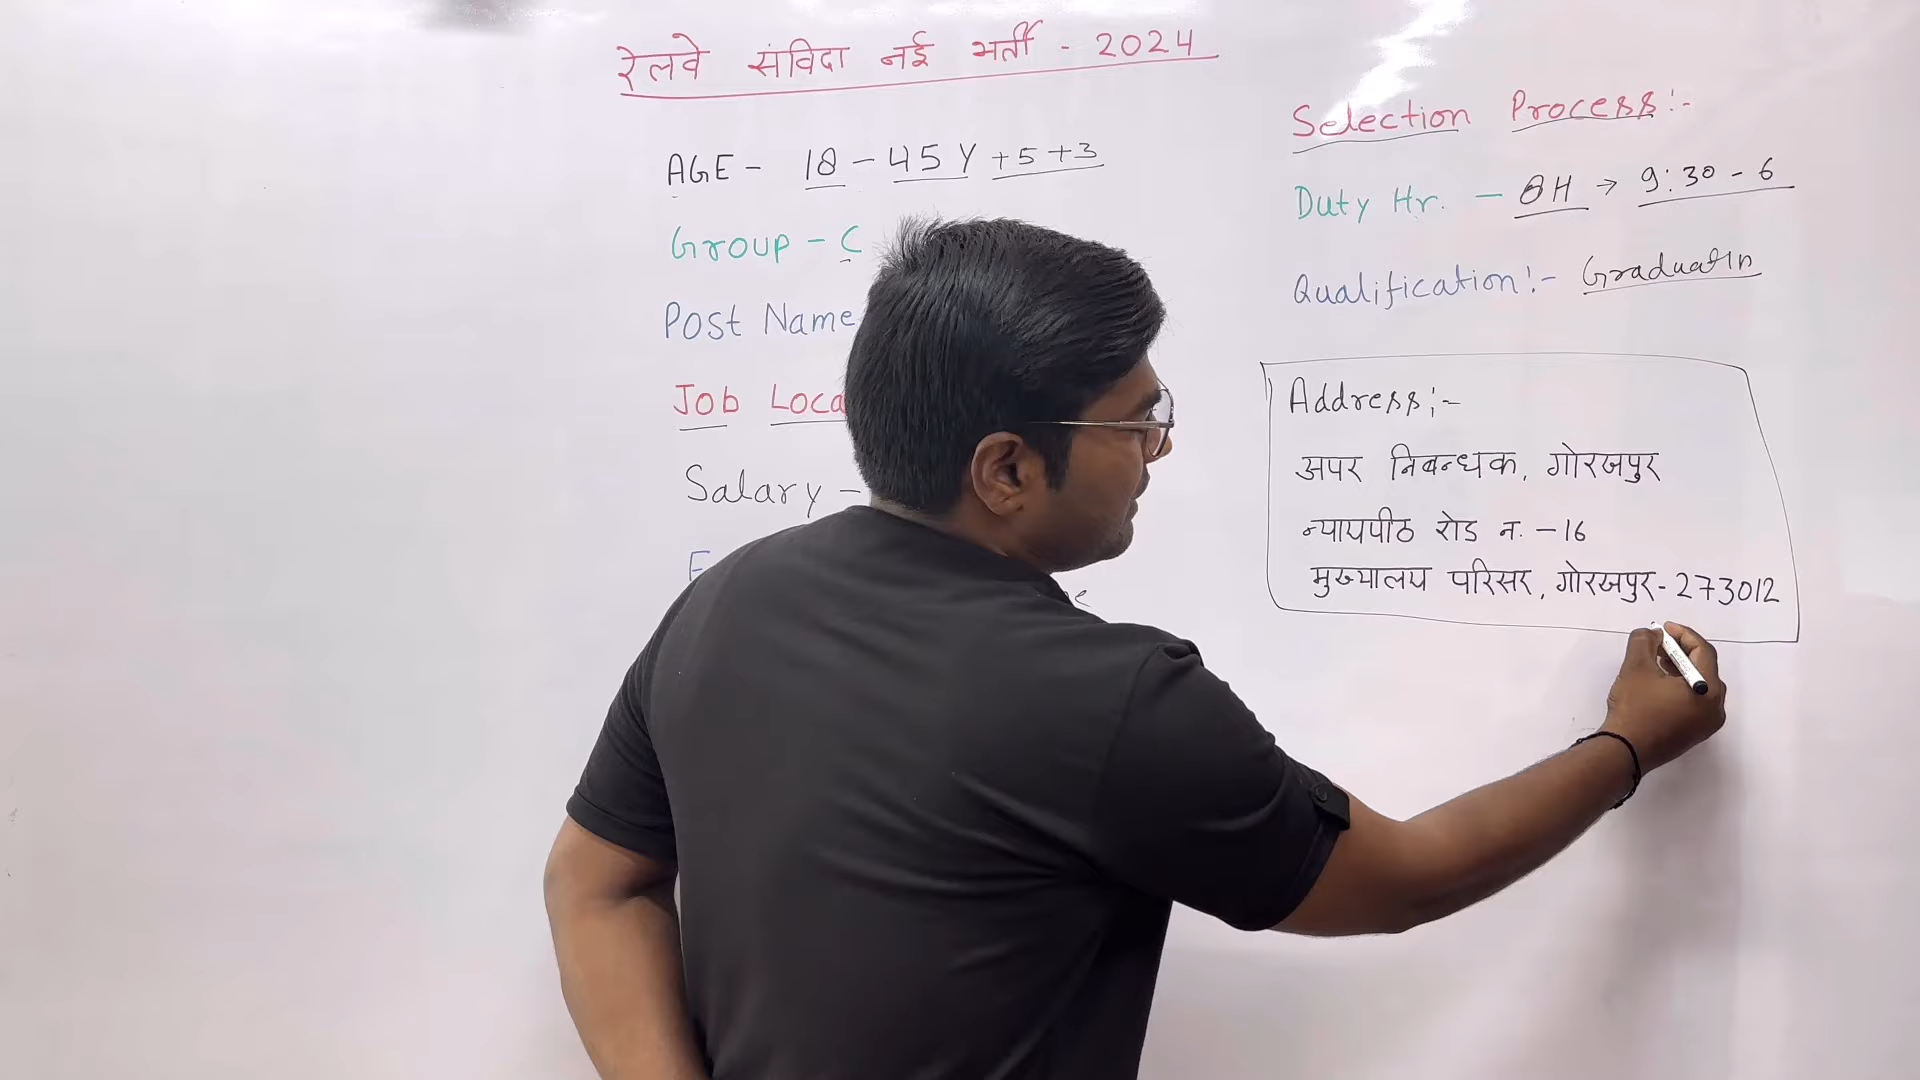 रेलवे संविदा नई भर्ती - 2024
AGE - 18 - 45 Y +5 +3
Group - C
Post Name
Job Loca
Salary -
Selection Process:-
Duty Hr. - 8H → 9:30 - 6
Qualification:- Graduatin
Address:-
अपर निबन्धक, गोरखपुर
न्यायपीठ रोड न. -16
मुख्यालय परिसर, गोरखपुर - 273012